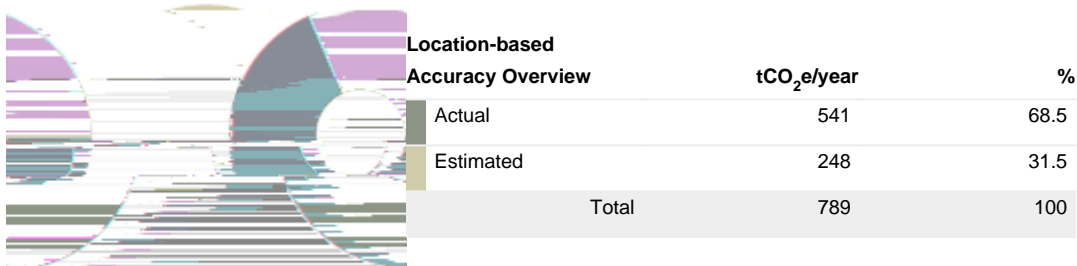 Location-based
Accuracy Overview tCO₂e/year %
Actual 541 68.5
Estimated 248 31.5
Total 789 100